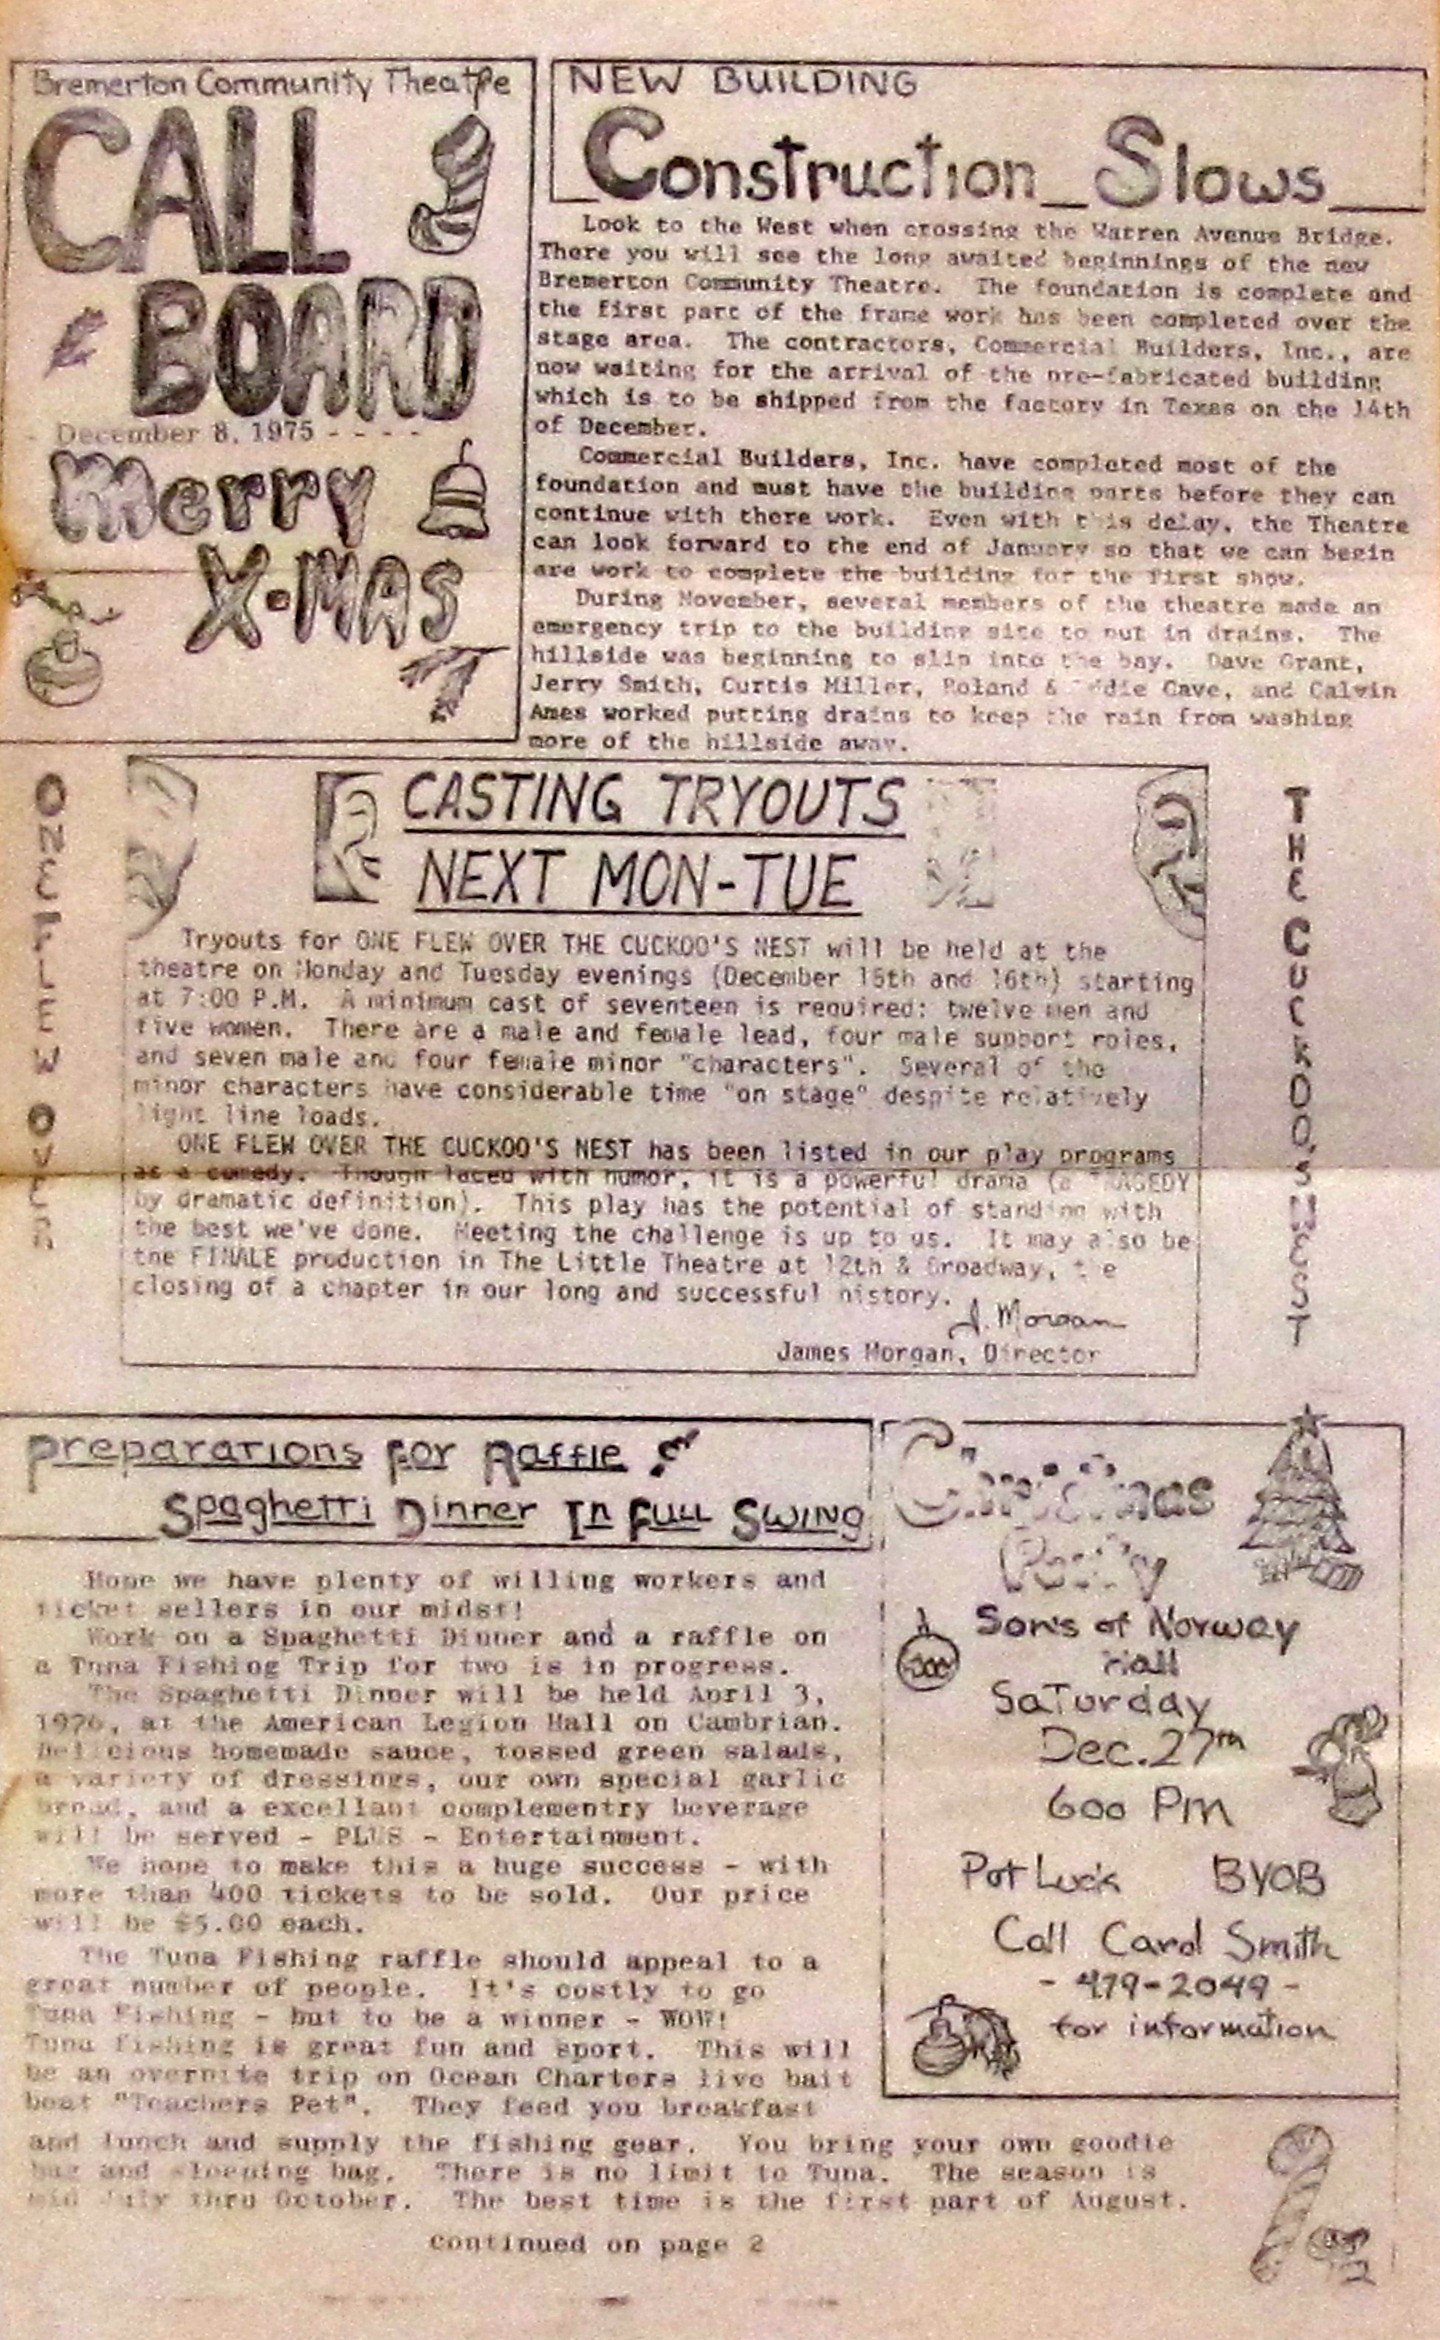 Bremerton Community Theatre
CALL
BOARD
- December 8, 1975 - - - -
Merry
X-MAS
NEW BUILDING
Construction Slows
Look to the West when crossing the Warren Avenue Bridge.
There you will see the long awaited beginnings of the new
Bremerton Community Theatre. The foundation is complete and
the first part of the frame work has been completed over the
stage area. The contractors, Commercial Builders, Inc., are
now waiting for the arrival of the pre-fabricated building
which is to be shipped from the factory in Texas on the 14th
of December.
Commercial Builders, Inc. have completed most of the
foundation and must have the building parts before they can
continue with there work. Even with this delay, the Theatre
can look forward to the end of January so that we can begin
are work to complete the building for the first show.
During November, several members of the theatre made an
emergency trip to the building site to put in drains. The
hillside was beginning to slip into the bay. Dave Grant,
Jerry Smith, Curtis Miller, Roland & Eddie Cave, and Calvin
Ames worked putting drains to keep the rain from washing
more of the hillside away.
ONE FLEW OVER
CASTING TRYOUTS
NEXT MON-TUE
Tryouts for ONE FLEW OVER THE CUCKOO'S NEST will be held at the
theatre on Monday and Tuesday evenings (December 15th and 16th) starting
at 7:00 P.M. A minimum cast of seventeen is required: twelve men and
five women. There are a male and female lead, four male support roles,
and seven male and four female minor "characters". Several of the
minor characters have considerable time "on stage" despite relatively
light line loads.
ONE FLEW OVER THE CUCKOO'S NEST has been listed in our play programs
as a comedy. Though laced with humor, it is a powerful drama (a TRAGEDY
by dramatic definition). This play has the potential of standing with
the best we've done. Meeting the challenge is up to us. It may also be
the FINALE production in The Little Theatre at 12th & Broadway, the
closing of a chapter in our long and successful history.
J. Morgan
James Morgan, Director
THE CUCKOO'S NEST
Preparations for Raffle &
Spaghetti Dinner In Full Swing
Hope we have plenty of willing workers and
ticket sellers in our midst!
Work on a Spaghetti Dinner and a raffle on
a Tuna Fishing Trip for two is in progress.
The Spaghetti Dinner will be held April 3,
1976, at the American Legion Hall on Cambrian.
Delicious homemade sauce, tossed green salads,
a variety of dressings, our own special garlic
bread, and a excellant complementry beverage
will be served - PLUS - Entertainment.
We hope to make this a huge success - with
more than 400 tickets to be sold. Our price
will be $5.00 each.
The Tuna Fishing raffle should appeal to a
great number of people. It's costly to go
Tuna Fishing - but to be a winner - WOW!
Tuna fishing is great fun and sport. This will
be an overnite trip on Ocean Charters live bait
boat "Teachers Pet". They feed you breakfast
and lunch and supply the fishing gear. You bring your own goodie
bag and sleeping bag. There is no limit to Tuna. The season is
mid July thru October. The best time is the first part of August.
continued on page 2
Christmas
Party
Sons of Norway
Hall
Saturday
Dec. 27th
600 Pm
Pot Luck BYOB
Call Carol Smith
- 479-2049 -
for information